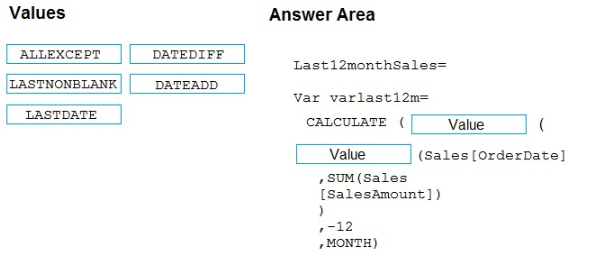 Values
Answer Area
ALLEXCEPT DATEDIFF
LASTNONBLANK DATEADD
LASTDATE
Last12monthSales=
Var varlast12m=
CALCULATE ( Value (
Value (Sales[OrderDate]
,SUM(Sales
[SalesAmount])
)
,-12
,MONTH)